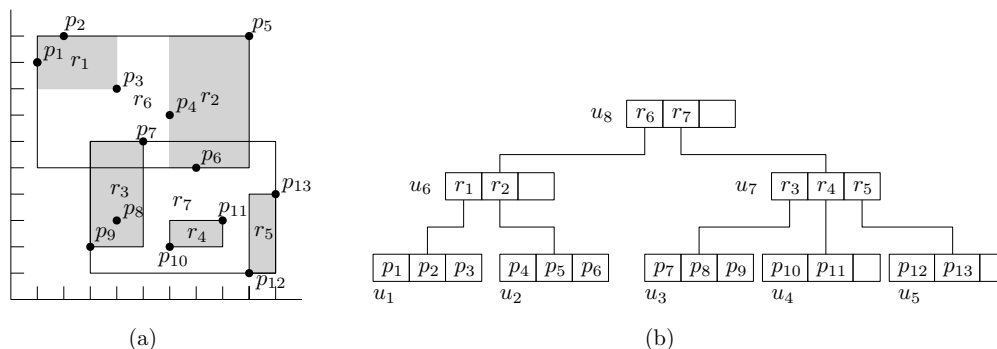 p2 p5
p1 r1
p3
r6 p4 r2
p7
p6
r3 p13
p8 r7 p11
p9 r4 r5
p10
p12
(a)
u8 r6 r7
u6 r1 r2 u7 r3 r4 r5
p1 p2 p3 p4 p5 p6 p7 p8 p9 p10 p11 p12 p13
u1 u2 u3 u4 u5
(b)